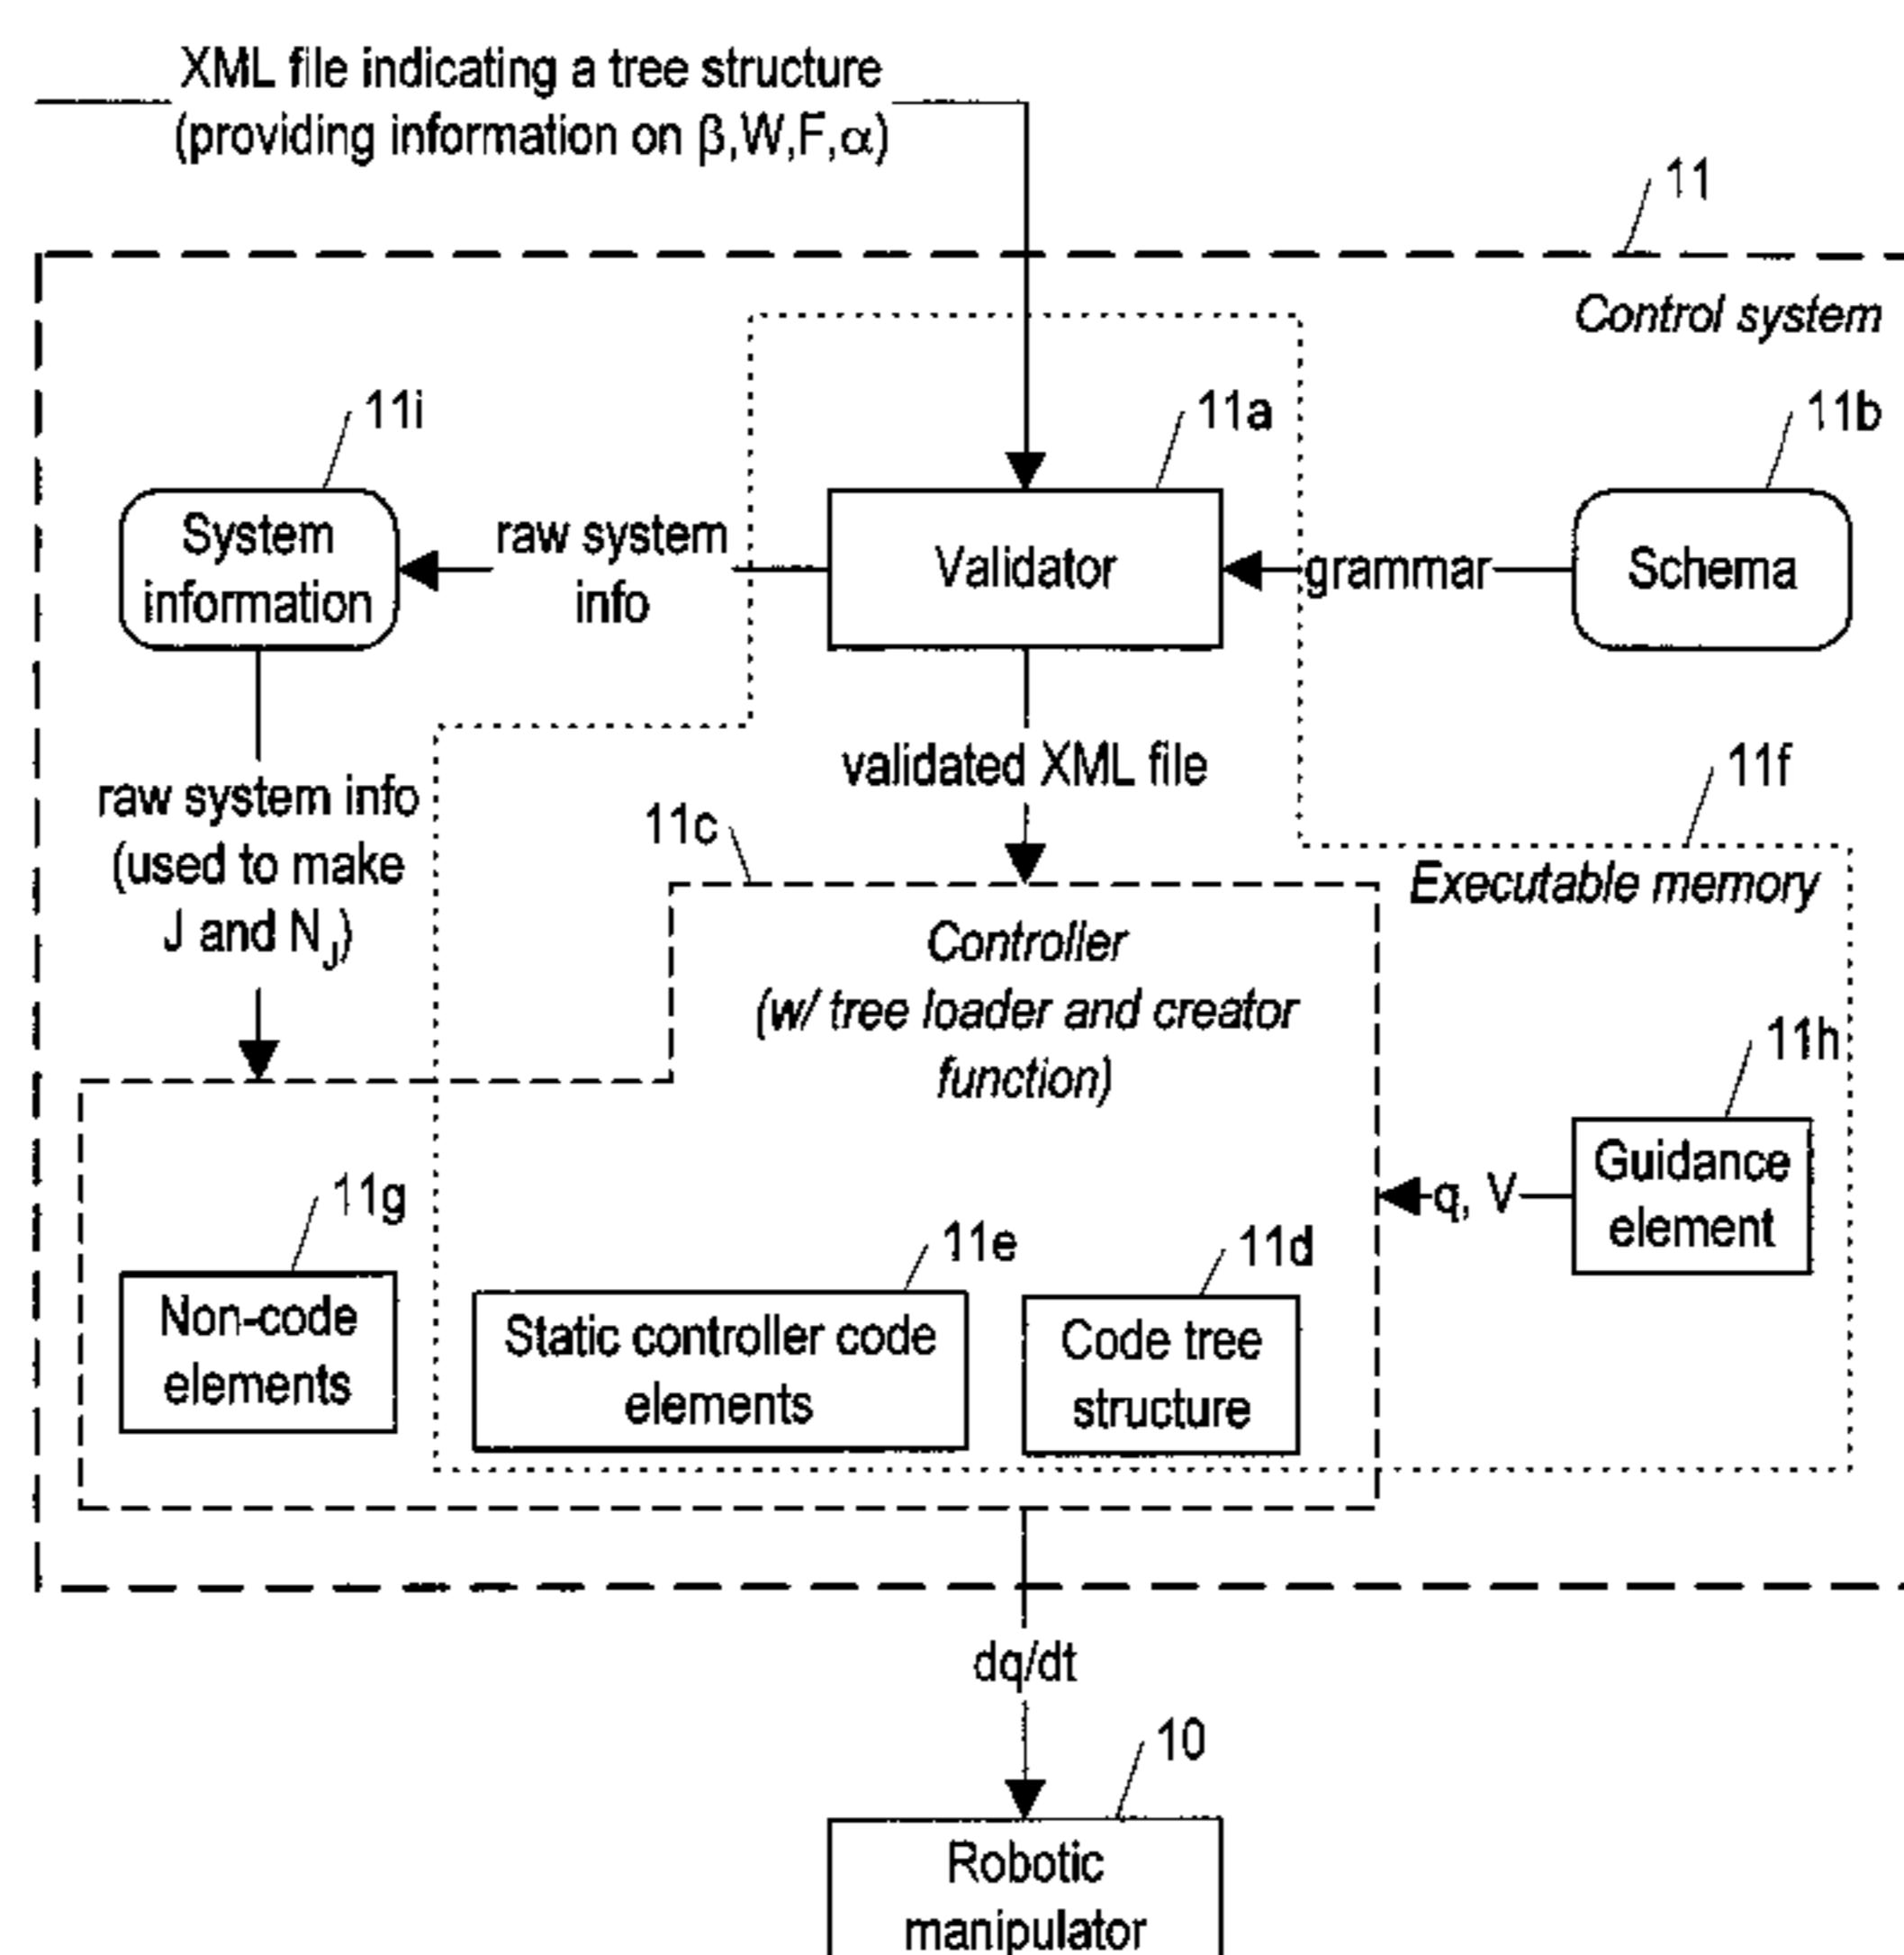 XML file indicating a tree structure
(providing information on β,W,F,α)
11
Control system
11i
11a
11b
System
information
raw system
info
Validator
grammar
Schema
raw system info
(used to make
J and NJ)
validated XML file
11f
Executable memory
11c
Controller
(w/ tree loader and creator
function)
11h
Guidance
element
q, V
11g
11e
11d
Non-code
elements
Static controller code
elements
Code tree
structure
dq/dt
10
Robotic
manipulator